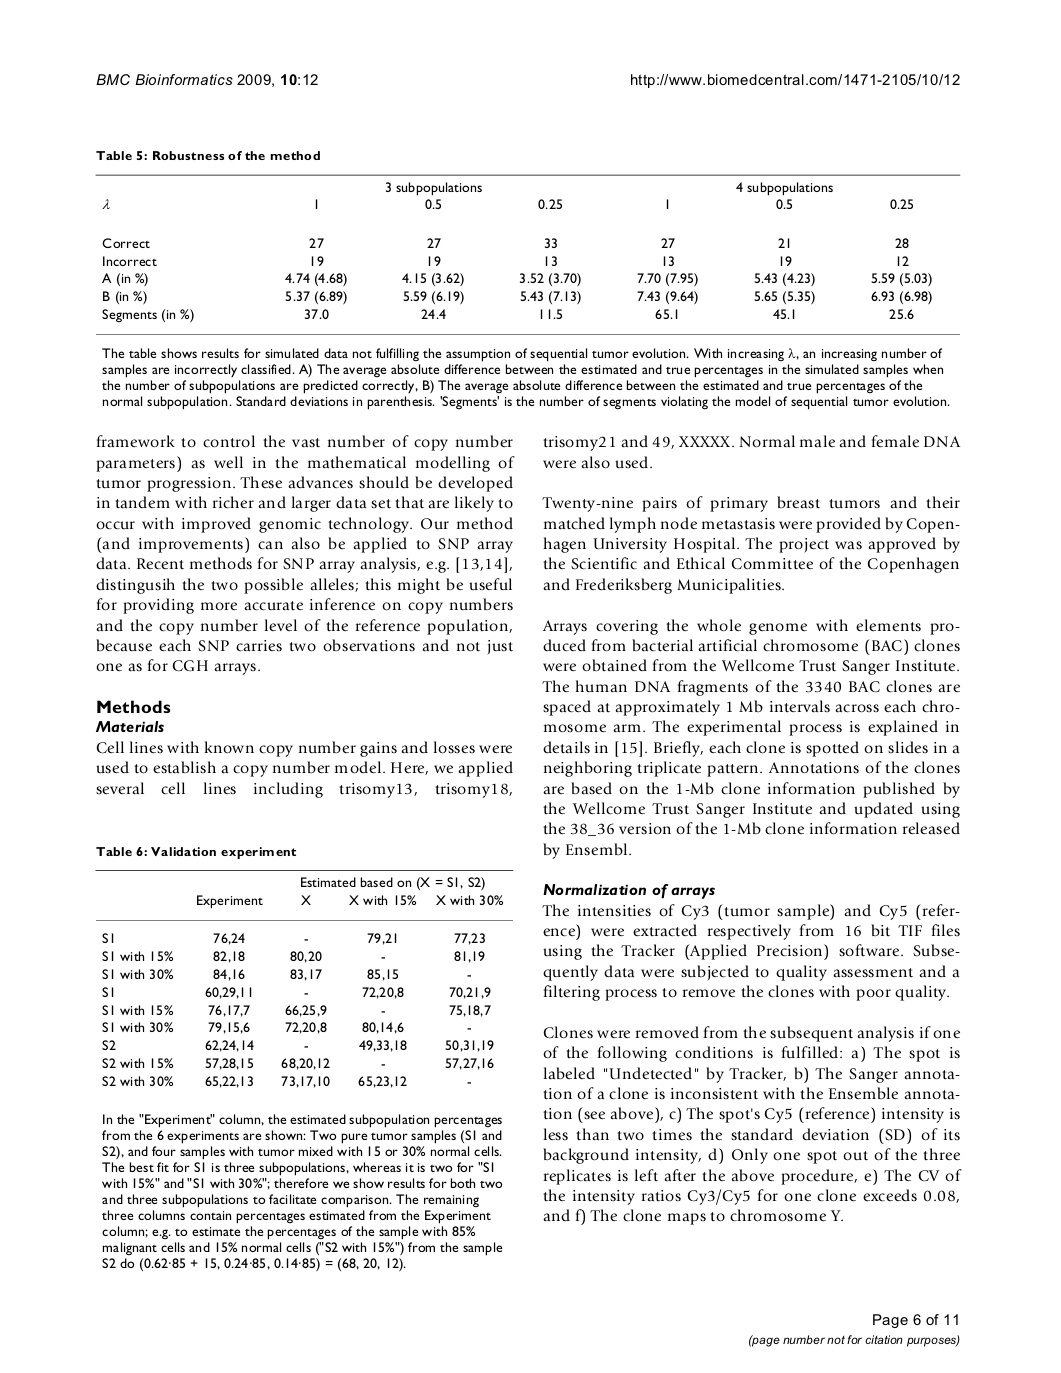 BMC Bioinformatics 2009, 10:12 http://www.biomedcentral.com/1471-2105/10/12
Table 5: Robustness of the method
3 subpopulations 4 subpopulations
λ 1 0.5 0.25 1 0.5 0.25
Correct 27 27 33 27 21 28
Incorrect 19 19 13 13 19 12
A (in %) 4.74 (4.68) 4.15 (3.62) 3.52 (3.70) 7.70 (7.95) 5.43 (4.23) 5.59 (5.03)
B (in %) 5.37 (6.89) 5.59 (6.19) 5.43 (7.13) 7.43 (9.64) 5.65 (5.35) 6.93 (6.98)
Segments (in %) 37.0 24.4 11.5 65.1 45.1 25.6
The table shows results for simulated data not fulfilling the assumption of sequential tumor evolution. With increasing λ, an increasing number of
samples are incorrectly classified. A) The average absolute difference between the estimated and true percentages in the simulated samples when
the number of subpopulations are predicted correctly, B) The average absolute difference between the estimated and true percentages of the
normal subpopulation. Standard deviations in parenthesis. 'Segments' is the number of segments violating the model of sequential tumor evolution.
framework to control the vast number of copy number
parameters) as well in the mathematical modelling of
tumor progression. These advances should be developed
in tandem with richer and larger data set that are likely to
occur with improved genomic technology. Our method
(and improvements) can also be applied to SNP array
data. Recent methods for SNP array analysis, e.g. [13,14],
distingusih the two possible alleles; this might be useful
for providing more accurate inference on copy numbers
and the copy number level of the reference population,
because each SNP carries two observations and not just
one as for CGH arrays.
Methods
Materials
Cell lines with known copy number gains and losses were
used to establish a copy number model. Here, we applied
several cell lines including trisomy13, trisomy18,
Table 6: Validation experiment
Estimated based on (X = S1, S2)
Experiment X X with 15% X with 30%
S1 76,24 - 79,21 77,23
S1 with 15% 82,18 80,20 - 81,19
S1 with 30% 84,16 83,17 85,15 -
S1 60,29,11 - 72,20,8 70,21,9
S1 with 15% 76,17,7 66,25,9 - 75,18,7
S1 with 30% 79,15,6 72,20,8 80,14,6 -
S2 62,24,14 - 49,33,18 50,31,19
S2 with 15% 57,28,15 68,20,12 - 57,27,16
S2 with 30% 65,22,13 73,17,10 65,23,12 -
In the "Experiment" column, the estimated subpopulation percentages
from the 6 experiments are shown: Two pure tumor samples (S1 and
S2), and four samples with tumor mixed with 15 or 30% normal cells.
The best fit for S1 is three subpopulations, whereas it is two for "S1
with 15%" and "S1 with 30%"; therefore we show results for both two
and three subpopulations to facilitate comparison. The remaining
three columns contain percentages estimated from the Experiment
column; e.g. to estimate the percentages of the sample with 85%
malignant cells and 15% normal cells ("S2 with 15%") from the sample
S2 do (0.62·85 + 15, 0.24·85, 0.14·85) = (68, 20, 12).
trisomy21 and 49, XXXXX. Normal male and female DNA
were also used.
Twenty-nine pairs of primary breast tumors and their
matched lymph node metastasis were provided by Copen-
hagen University Hospital. The project was approved by
the Scientific and Ethical Committee of the Copenhagen
and Frederiksberg Municipalities.
Arrays covering the whole genome with elements pro-
duced from bacterial artificial chromosome (BAC) clones
were obtained from the Wellcome Trust Sanger Institute.
The human DNA fragments of the 3340 BAC clones are
spaced at approximately 1 Mb intervals across each chro-
mosome arm. The experimental process is explained in
details in [15]. Briefly, each clone is spotted on slides in a
neighboring triplicate pattern. Annotations of the clones
are based on the 1-Mb clone information published by
the Wellcome Trust Sanger Institute and updated using
the 38_36 version of the 1-Mb clone information released
by Ensembl.
Normalization of arrays
The intensities of Cy3 (tumor sample) and Cy5 (refer-
ence) were extracted respectively from 16 bit TIF files
using the Tracker (Applied Precision) software. Subse-
quently data were subjected to quality assessment and a
filtering process to remove the clones with poor quality.
Clones were removed from the subsequent analysis if one
of the following conditions is fulfilled: a) The spot is
labeled "Undetected" by Tracker, b) The Sanger annota-
tion of a clone is inconsistent with the Ensemble annota-
tion (see above), c) The spot's Cy5 (reference) intensity is
less than two times the standard deviation (SD) of its
background intensity, d) Only one spot out of the three
replicates is left after the above procedure, e) The CV of
the intensity ratios Cy3/Cy5 for one clone exceeds 0.08,
and f) The clone maps to chromosome Y.
Page 6 of 11
(page number not for citation purposes)